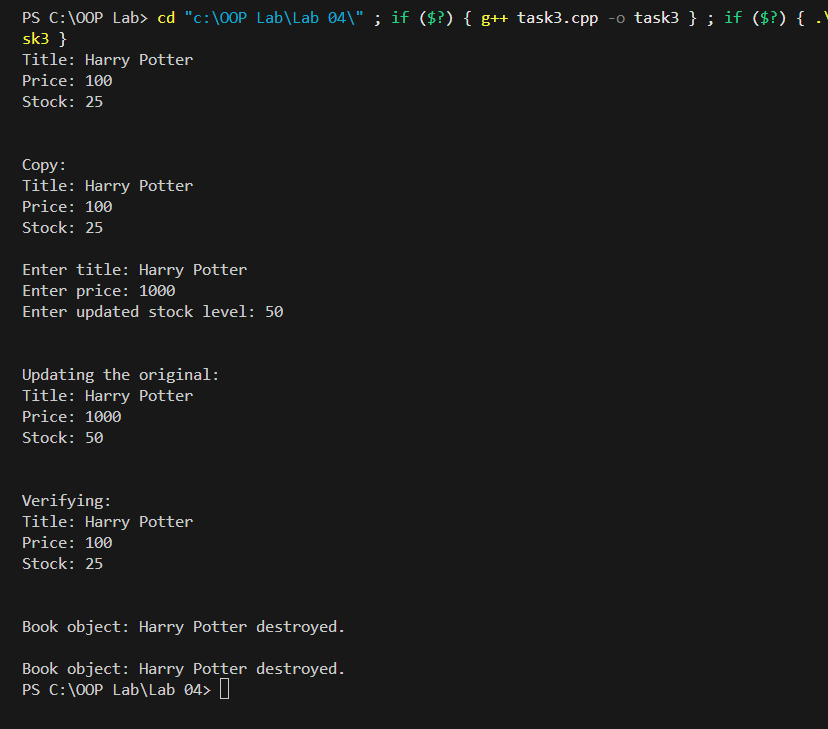 PS C:\OOP Lab> cd "c:\OOP Lab\Lab 04\" ; if ($?) { g++ task3.cpp -o task3 } ; if ($?) { .\
sk3 }
Title: Harry Potter
Price: 100
Stock: 25
Copy:
Title: Harry Potter
Price: 100
Stock: 25
Enter title: Harry Potter
Enter price: 1000
Enter updated stock level: 50
Updating the original:
Title: Harry Potter
Price: 1000
Stock: 50
Verifying:
Title: Harry Potter
Price: 100
Stock: 25
Book object: Harry Potter destroyed.
Book object: Harry Potter destroyed.
PS C:\OOP Lab\Lab 04>